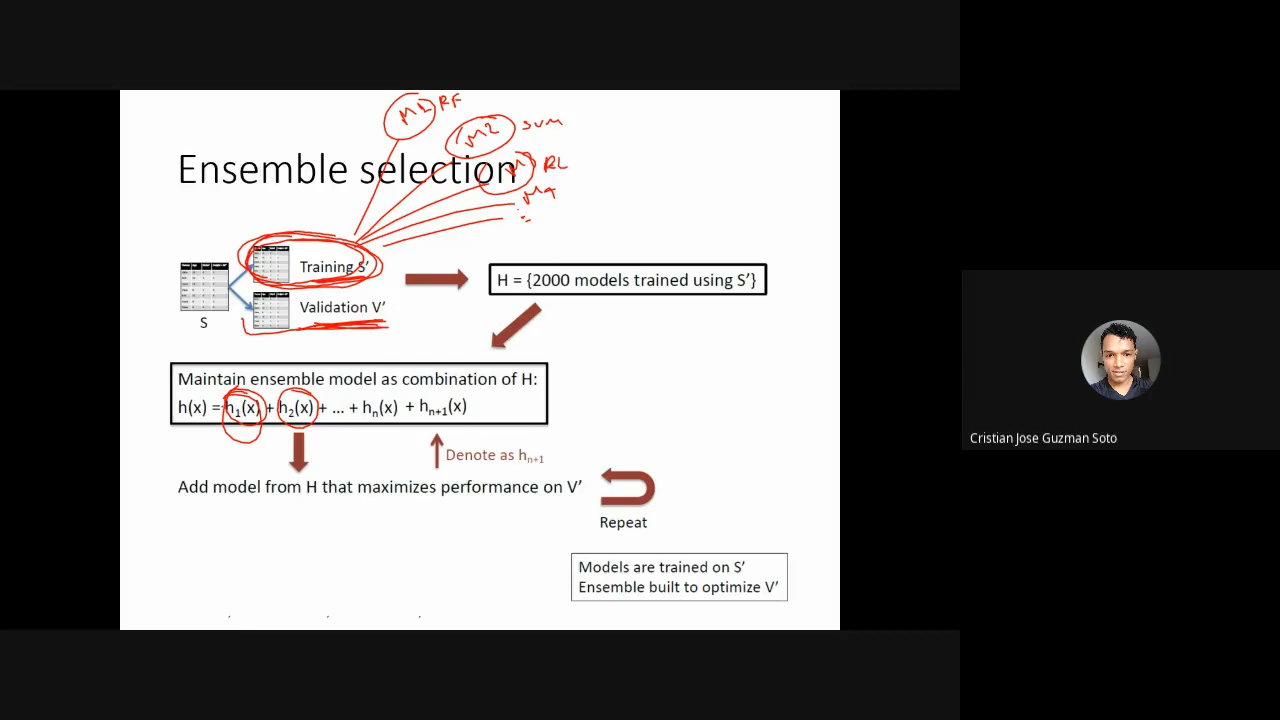 M1 RF
M2 SVM
M RL
M4
Ensemble selection
Training S'
Validation V'
S
H = {2000 models trained using S'}
Maintain ensemble model as combination of H:
h(x) = h₁(x) + h₂(x) + ... + hₙ(x) + hₙ₊₁(x)
Denote as hₙ₊₁
Add model from H that maximizes performance on V'
Repeat
Models are trained on S'
Ensemble built to optimize V'
Cristian Jose Guzman Soto